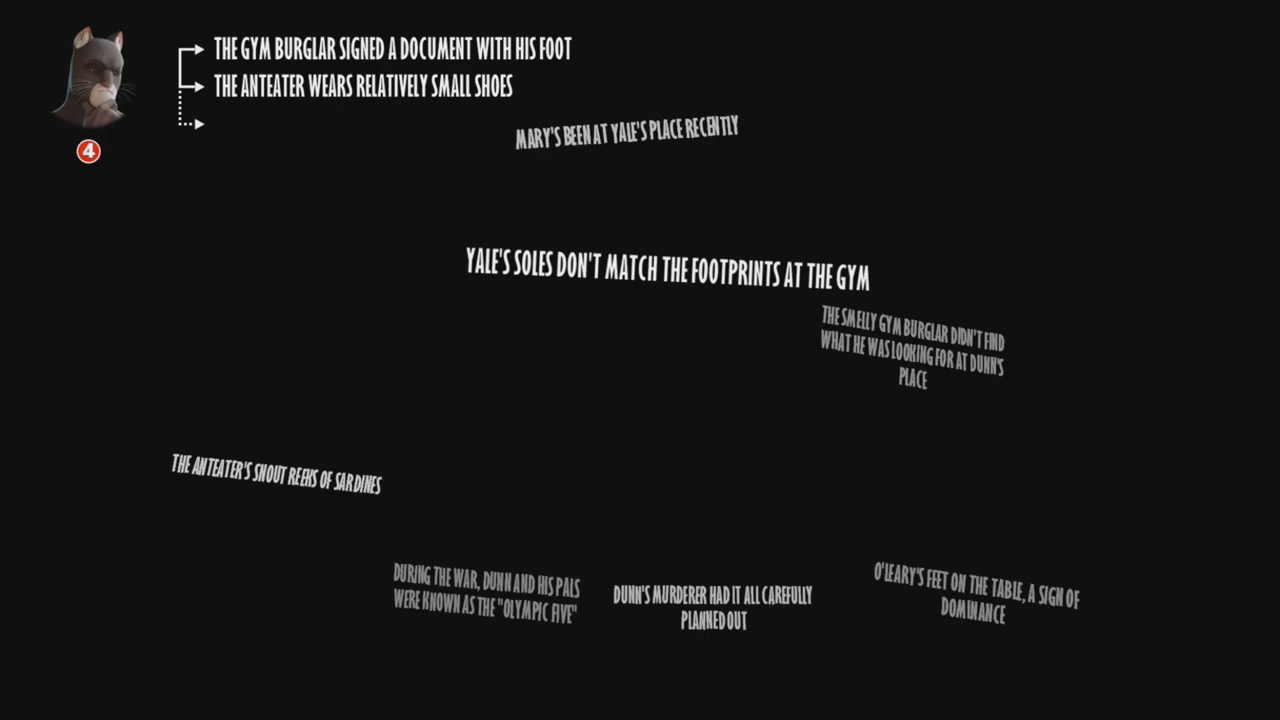 THE GYM BURGLAR SIGNED A DOCUMENT WITH HIS FOOT
THE ANTEATER WEARS RELATIVELY SMALL SHOES
4
MARY'S BEEN AT YALE'S PLACE RECENTLY
YALE'S SOLES DON'T MATCH THE FOOTPRINTS AT THE GYM
THE SMELLY GYM BURGLAR DIDN'T FIND
WHAT HE WAS LOOKING FOR AT DUNN'S
PLACE
THE ANTEATER'S SNOUT REEKS OF SARDINES
DURING THE WAR, DUNN AND HIS PALS
WERE KNOWN AS THE "OLYMPIC FIVE"
DUNN'S MURDERER HAD IT ALL CAREFULLY
PLANNED OUT
O'LEARY'S FEET ON THE TABLE, A SIGN OF
DOMINANCE